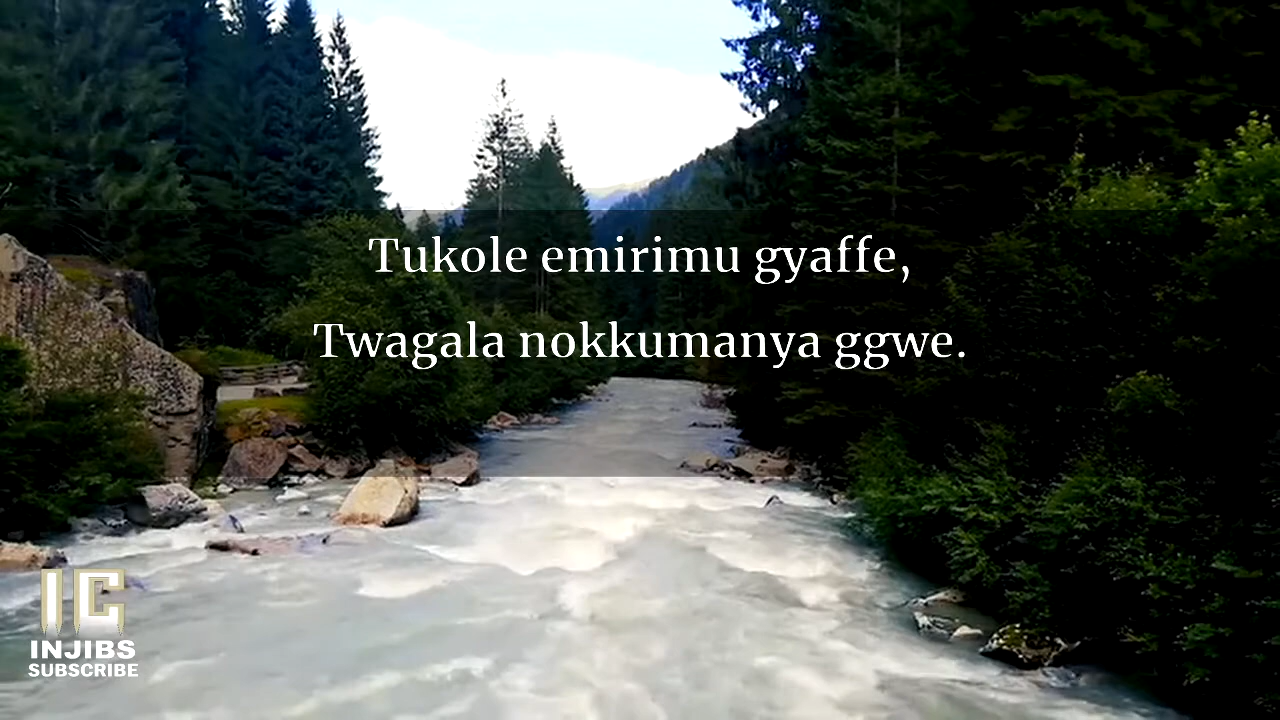 Tukole emirimu gyaffe,
Twagala nokkumanya ggwe.
IC
INJIBS
SUBSCRIBE